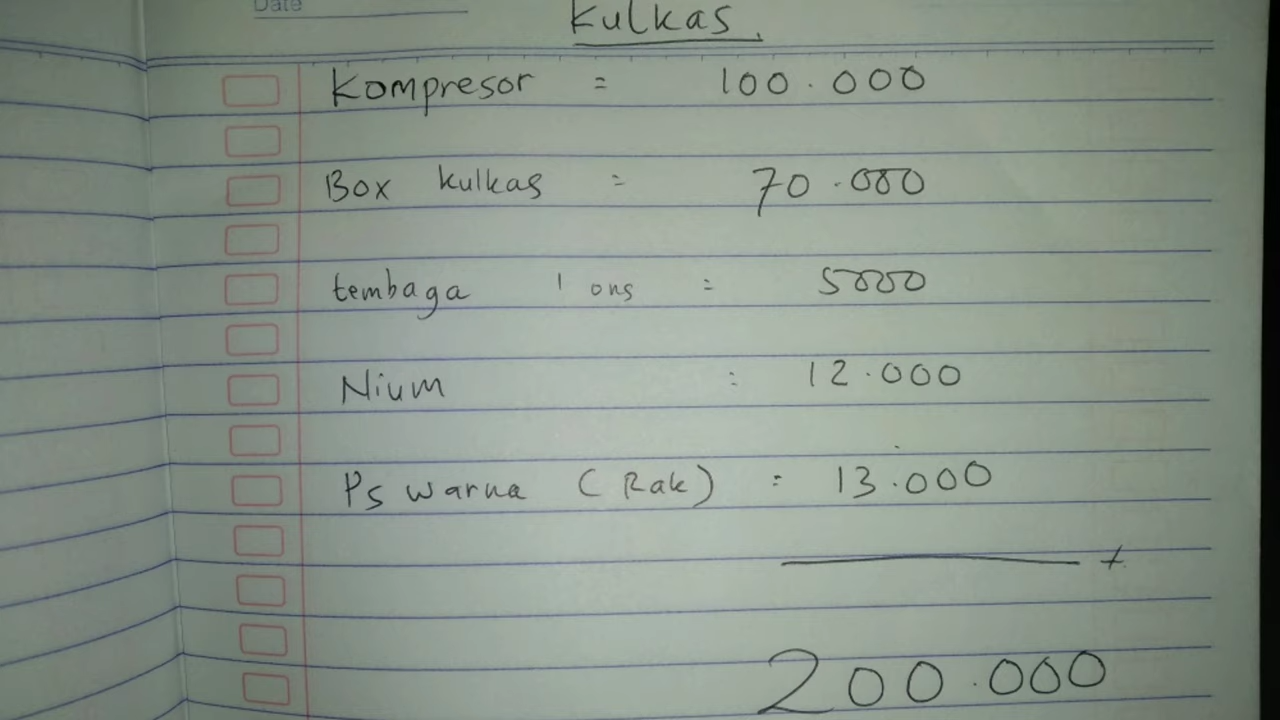 Date
Kulkas.
Kompresor = 100.000
Box kulkas = 70.000
tembaga 1 ons = 5000
Nium : 12.000
Ps warna (Rak) = 13.000
+
200.000